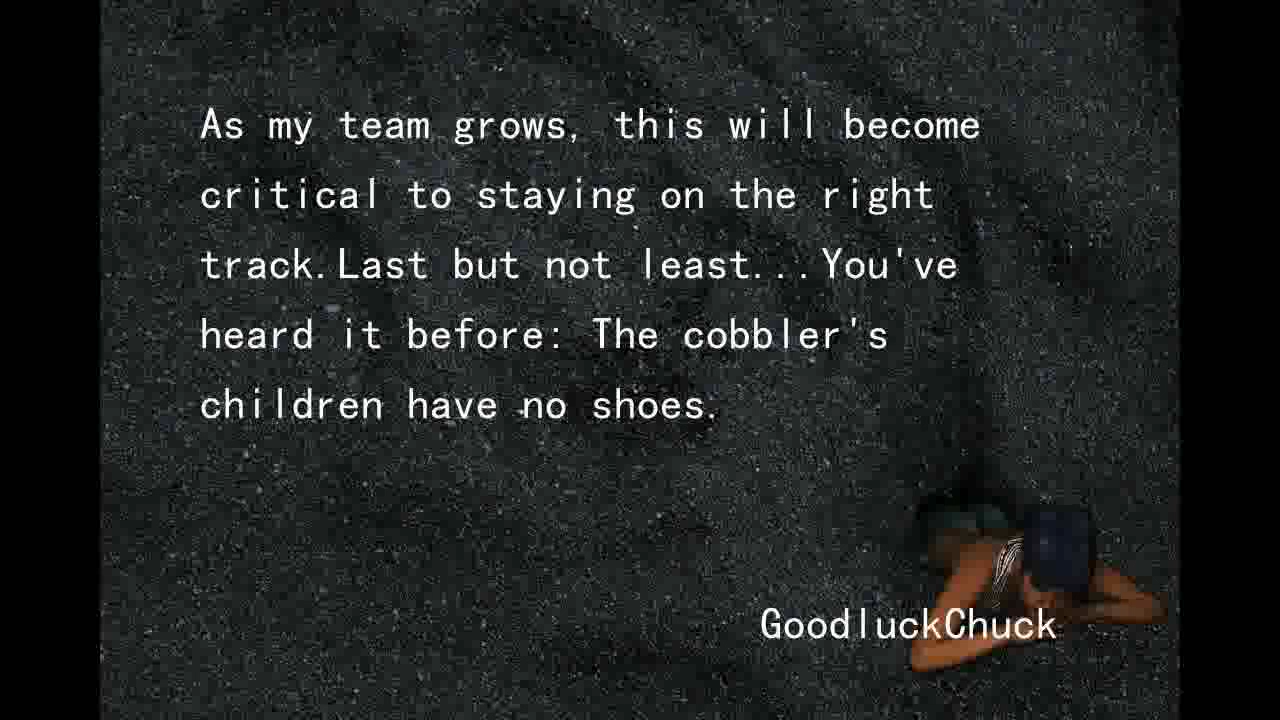 As my team grows, this will become
critical to staying on the right
track.Last but not least...You've
heard it before: The cobbler's
children have no shoes.
GoodluckChuck